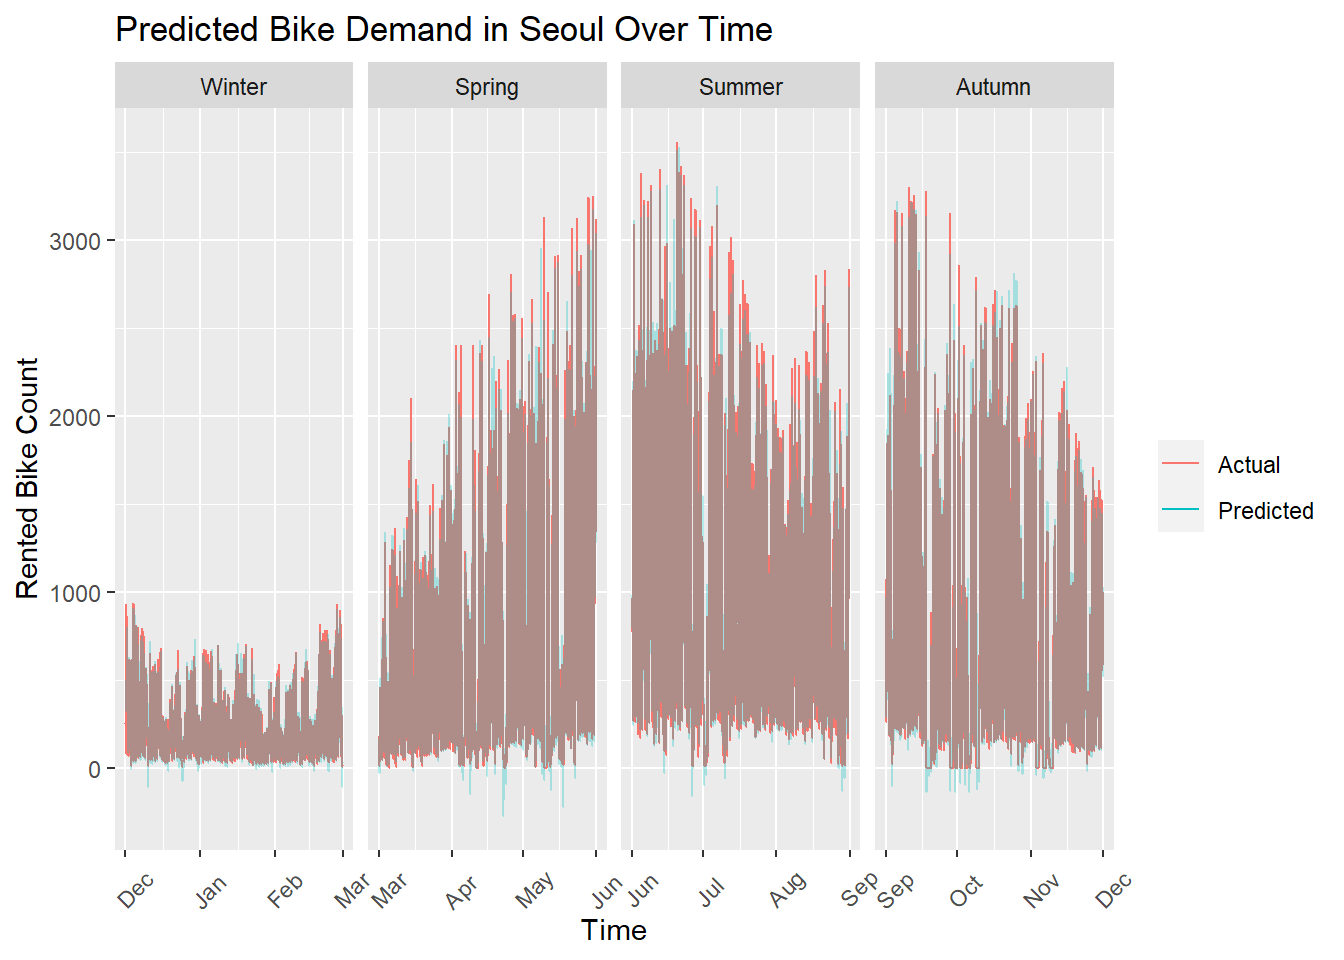 Predicted Bike Demand in Seoul Over Time
Winter Spring Summer Autumn
3000
2000
1000
0
Rented Bike Count
Actual
Predicted
Dec Jan Feb Mar Mar Apr May Jun Jun Jul Aug Sep Sep Oct Nov Dec
Time